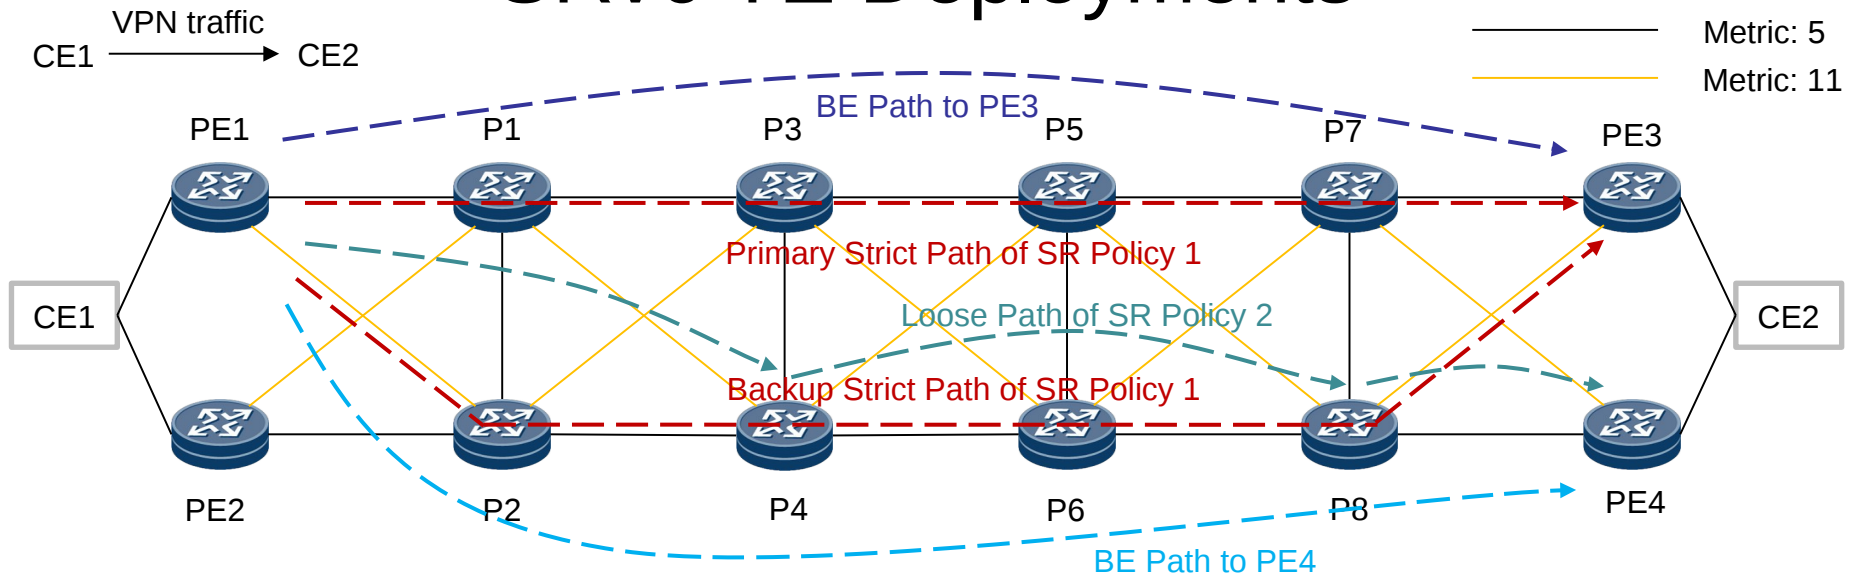 VPN traffic
CE1
CE2
Metric: 5
Metric: 11
BE Path to PE3
PE1
P1
P3
P5
P7
PE3
Primary Strict Path of SR Policy 1
Loose Path of SR Policy 2
CE1
CE2
Backup Strict Path of SR Policy 1
PE2
P2
P4
P6
P8
PE4
BE Path to PE4